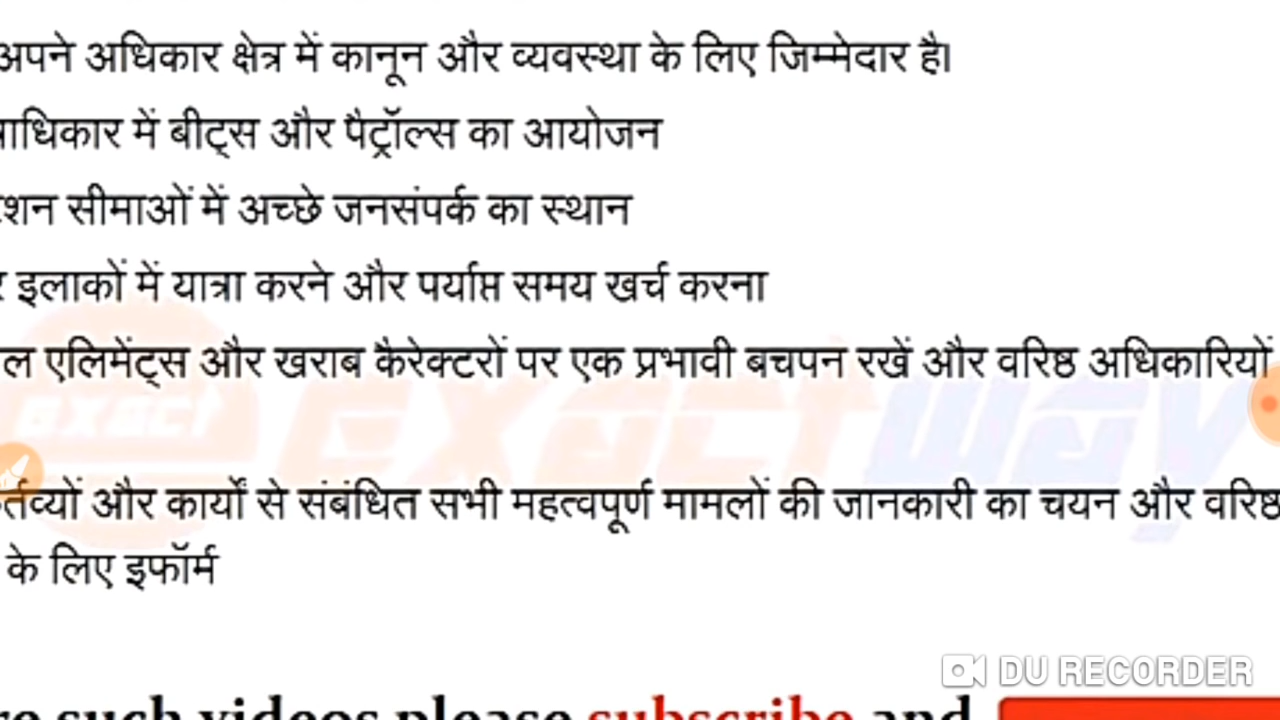 अपने अधिकार क्षेत्र में कानून और व्यवस्था के लिए जिम्मेदार है।
में बीट्स और पैट्रॉल्स का आयोजन
सीमाओं में अच्छे जनसंपर्क का स्थान
इलाकों में यात्रा करने और पर्याप्त समय खर्च करना
एलिमेंट्स और खराब कैरेक्टरों पर एक प्रभावी बचपन रखें और वरिष्ठ अधिकारियों
exact exactway
और कार्यों से संबंधित सभी महत्वपूर्ण मामलों की जानकारी का चयन और वरिष्ठ
के लिए इफॉर्म
DU RECORDER
such videos please subscribe and